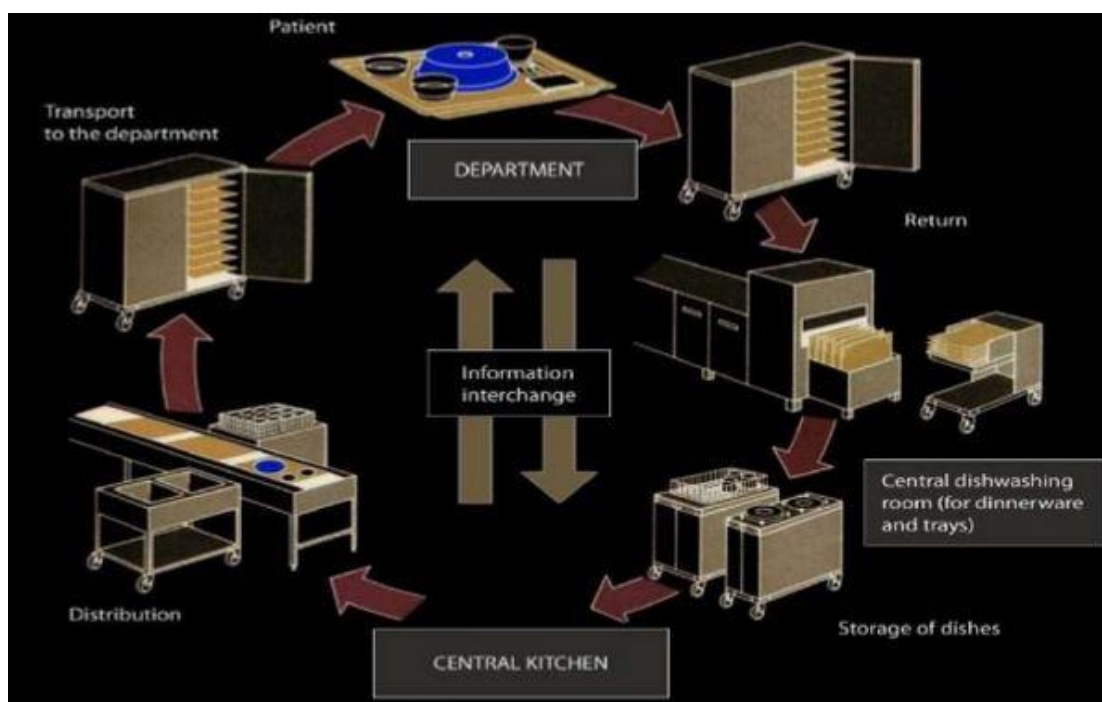 Patient
Transport
to the department
DEPARTMENT
Return
Information
interchange
Central dishwashing
room (for dinnerware
and trays)
Distribution
Storage of dishes
CENTRAL KITCHEN